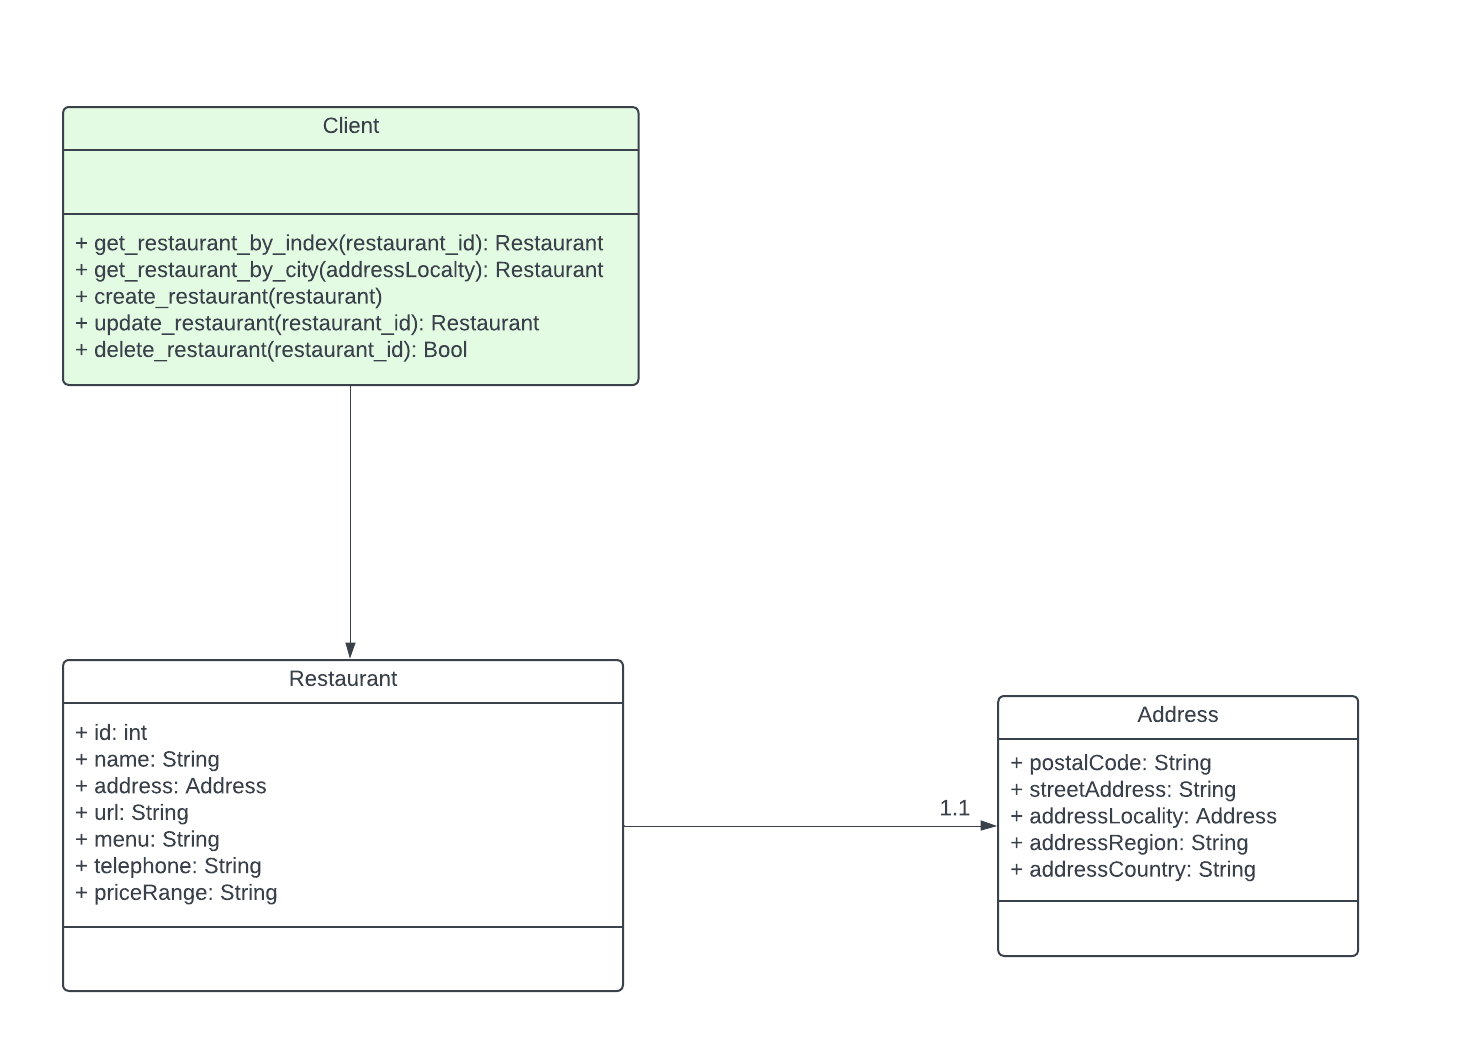 Client
+ get_restaurant_by_index(restaurant_id): Restaurant
+ get_restaurant_by_city(addressLocalty): Restaurant
+ create_restaurant(restaurant)
+ update_restaurant(restaurant_id): Restaurant
+ delete_restaurant(restaurant_id): Bool
Restaurant
+ id: int
+ name: String
+ address: Address
+ url: String
+ menu: String
+ telephone: String
+ priceRange: String
1.1
Address
+ postalCode: String
+ streetAddress: String
+ addressLocality: Address
+ addressRegion: String
+ addressCountry: String